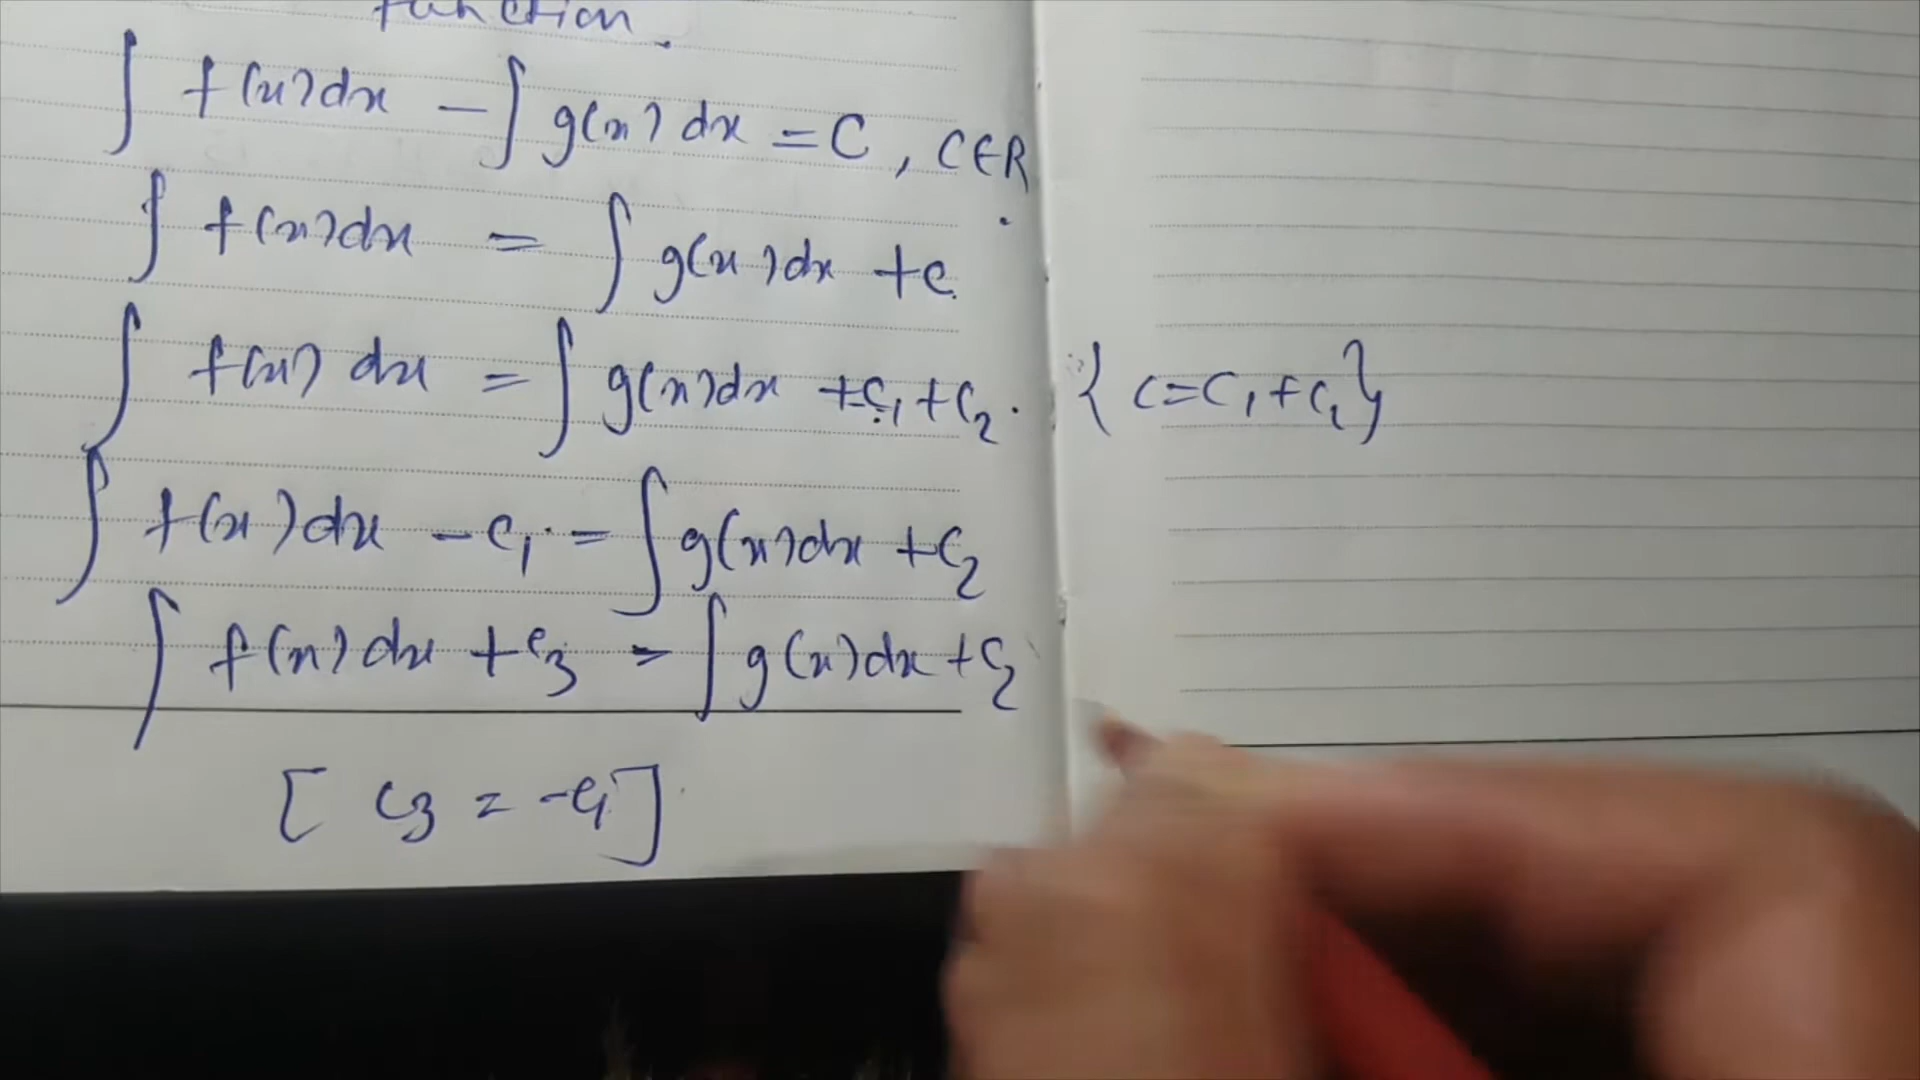 function.
∫ f(x)dx - ∫ g(x) dx = C, C∈R
∫ f(x)dx = ∫ g(x)dx + c.
∫ f(x) dx = ∫ g(x)dx + C₁ + C₂. {C = C₁ + C₂}
∫ f(x)dx - C₁ = ∫ g(x)dx + C₂
∫ f(x)dx + C₃ = ∫ g(x)dx + C₂
[C₃ = -C₁]